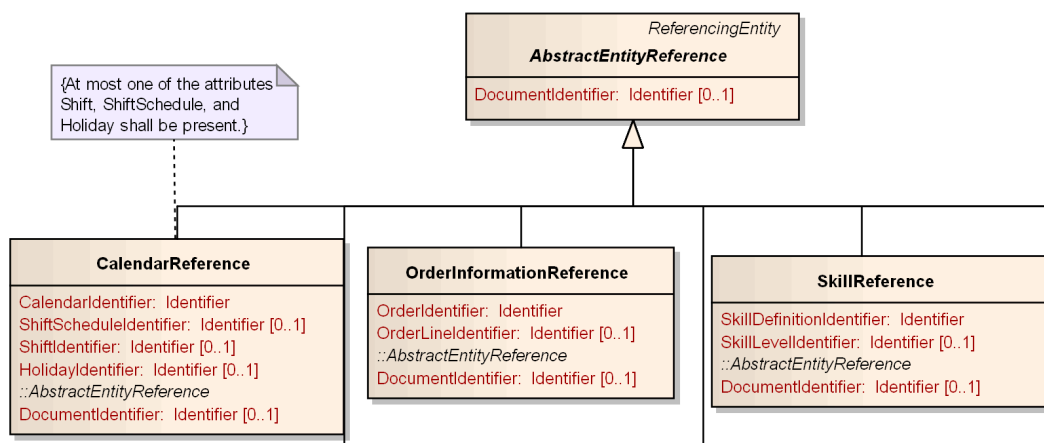 ReferencingEntity
AbstractEntityReference
DocumentIdentifier: Identifier [0..1]
{At most one of the attributes
Shift, ShiftSchedule, and
Holiday shall be present.}
CalendarReference
CalendarIdentifier: Identifier
ShiftScheduleIdentifier: Identifier [0..1]
ShiftIdentifier: Identifier [0..1]
HolidayIdentifier: Identifier [0..1]
::AbstractEntityReference
DocumentIdentifier: Identifier [0..1]
OrderInformationReference
OrderIdentifier: Identifier
OrderLineIdentifier: Identifier [0..1]
::AbstractEntityReference
DocumentIdentifier: Identifier [0..1]
SkillReference
SkillDefinitionIdentifier: Identifier
SkillLevelIdentifier: Identifier [0..1]
::AbstractEntityReference
DocumentIdentifier: Identifier [0..1]